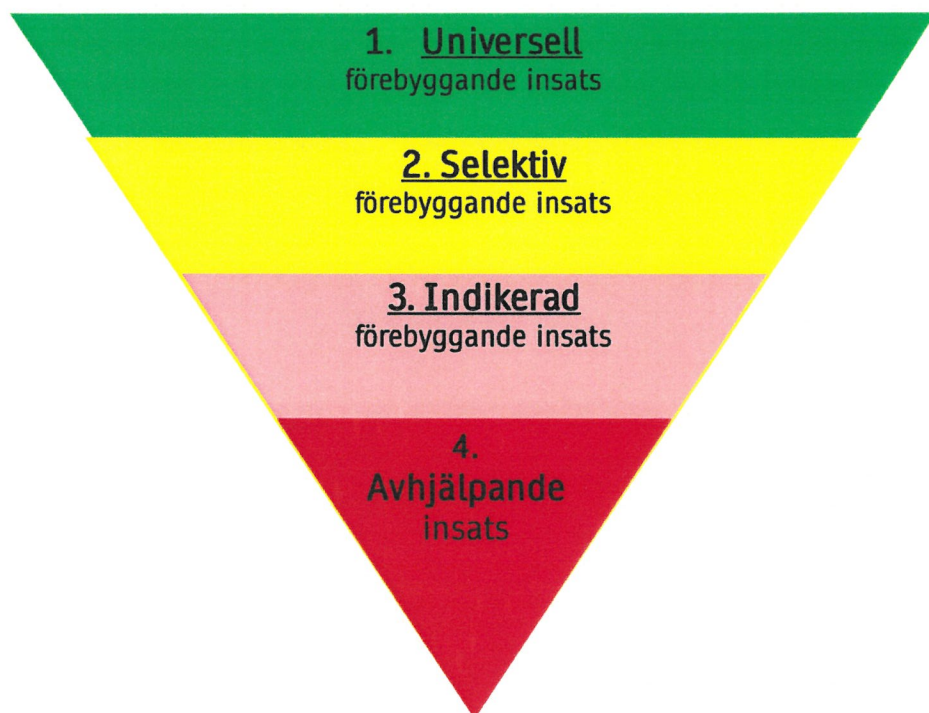 1. Universell
förebyggande insats
2. Selektiv
förebyggande insats
3. Indikerad
förebyggande insats
4.
Avhjälpande
insats